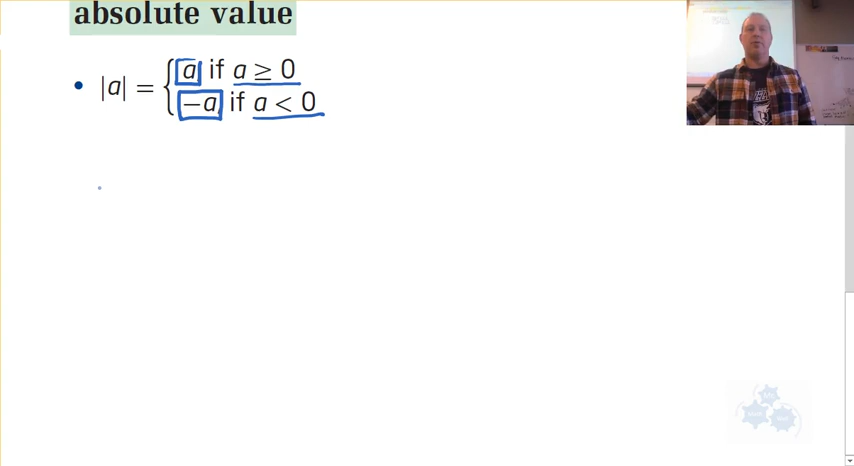 absolute value
• |a| = { a if a ≥ 0
−a if a < 0